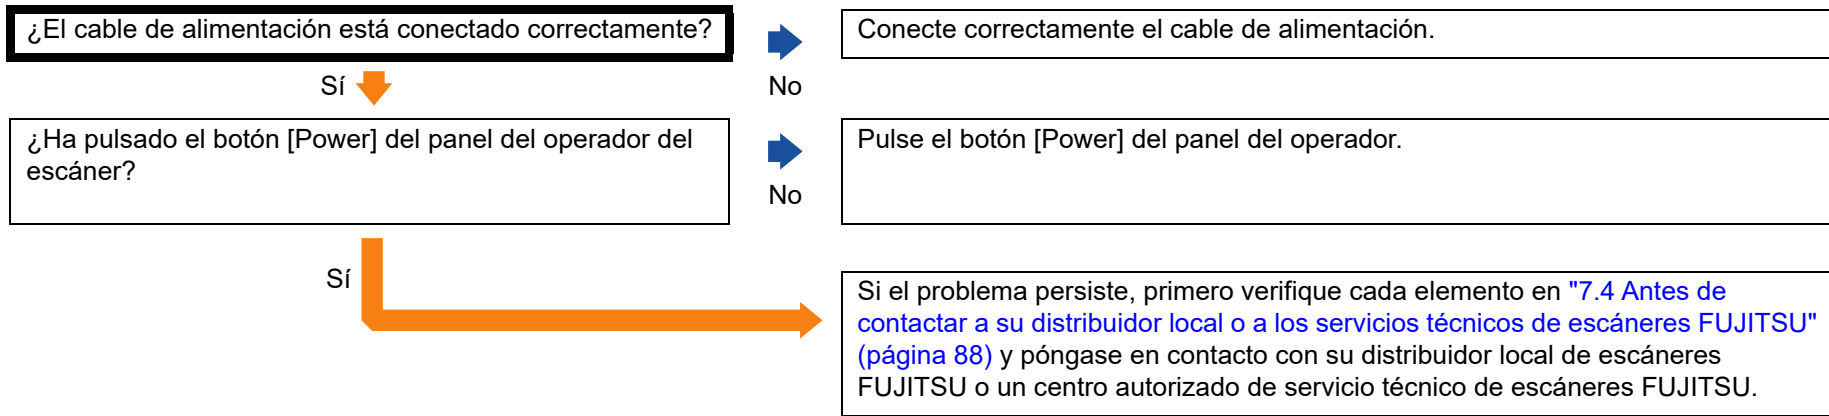 ¿El cable de alimentación está conectado correctamente?
Conecte correctamente el cable de alimentación.
Sí
No
¿Ha pulsado el botón [Power] del panel del operador del
escáner?
Pulse el botón [Power] del panel del operador.
No
Sí
Si el problema persiste, primero verifique cada elemento en "7.4 Antes de
contactar a su distribuidor local o a los servicios técnicos de escáneres FUJITSU"
(página 88) y póngase en contacto con su distribuidor local de escáneres
FUJITSU o un centro autorizado de servicio técnico de escáneres FUJITSU.